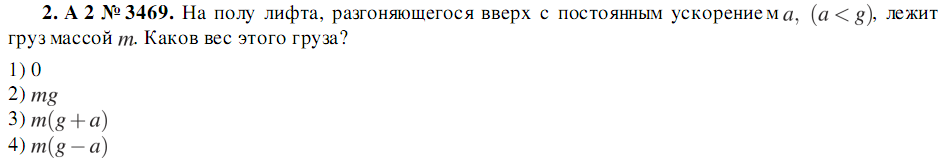 2. А 2 № 3469. На полу лифта, разгоняющегося вверх с постоянным ускорением a, (a < g), лежит
груз массой m. Каков вес этого груза?
1) 0
2) mg
3) m(g + a)
4) m(g − a)